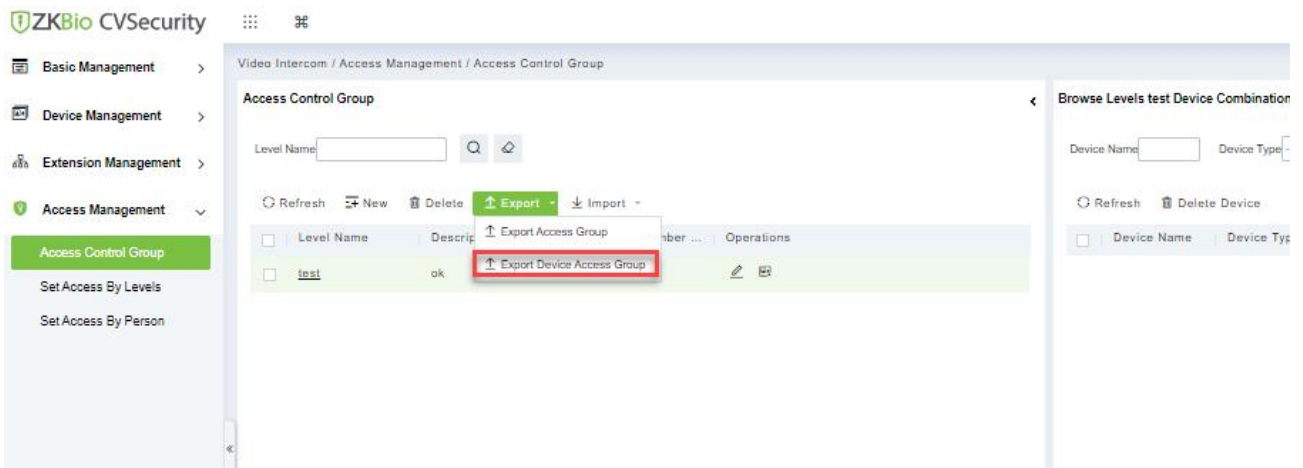 ZKBio CVSecurity
Basic Management
Device Management
Extension Management
Access Management
Access Control Group
Set Access By Levels
Set Access By Person
Video Intercom / Access Management / Access Control Group
Access Control Group
Level Name
Refresh New Delete Export Import
Export Access Group
Export Device Access Group
Level Name Descrip mber ... Operations
test ok
Browse Levels test Device Combination
Device Name Device Type -
Refresh Delete Device
Device Name Device Typ